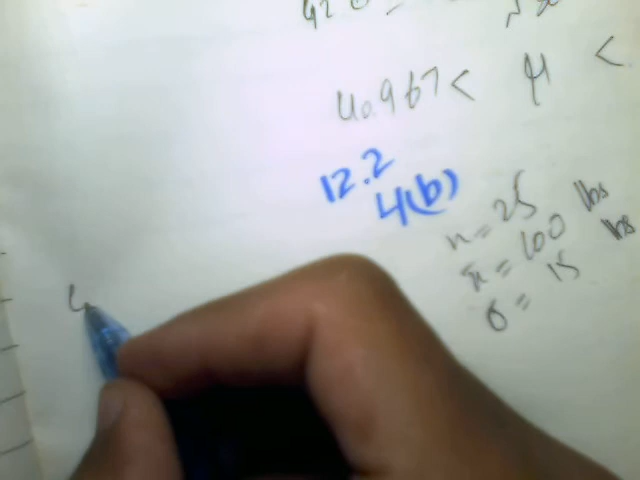 40.967 < μ <
12.2
4(b)
n = 25
x̄ = 100 lbs
σ = 15 lbs